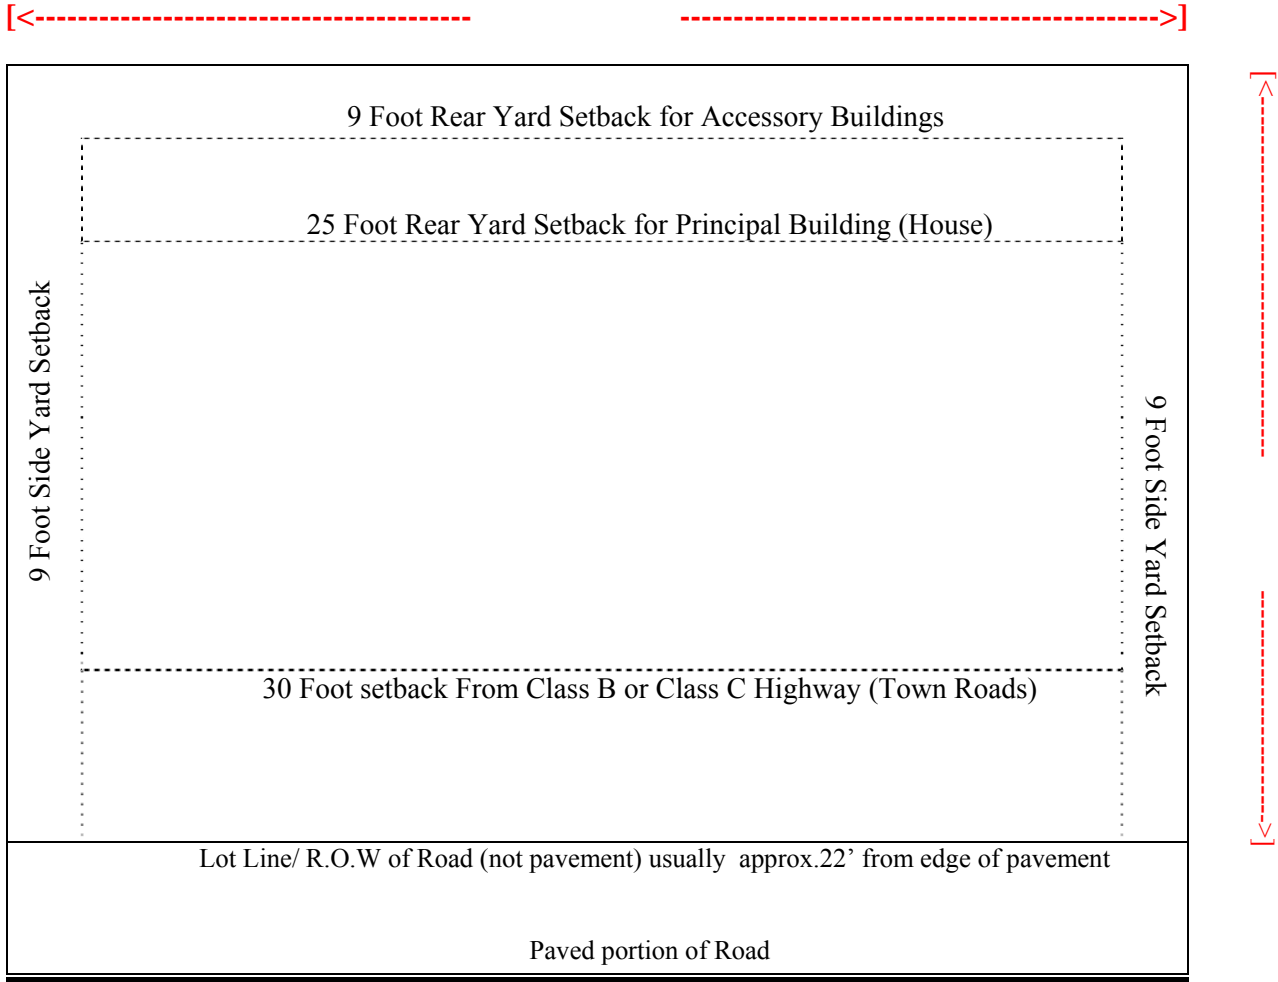 [<-------------------------------------- ------------------------------------------>]
9 Foot Rear Yard Setback for Accessory Buildings
25 Foot Rear Yard Setback for Principal Building (House)
9 Foot Side Yard Setback
9 Foot Side Yard Setback
30 Foot setback From Class B or Class C Highway (Town Roads)
Lot Line/ R.O.W of Road (not pavement) usually approx.22’ from edge of pavement
Paved portion of Road